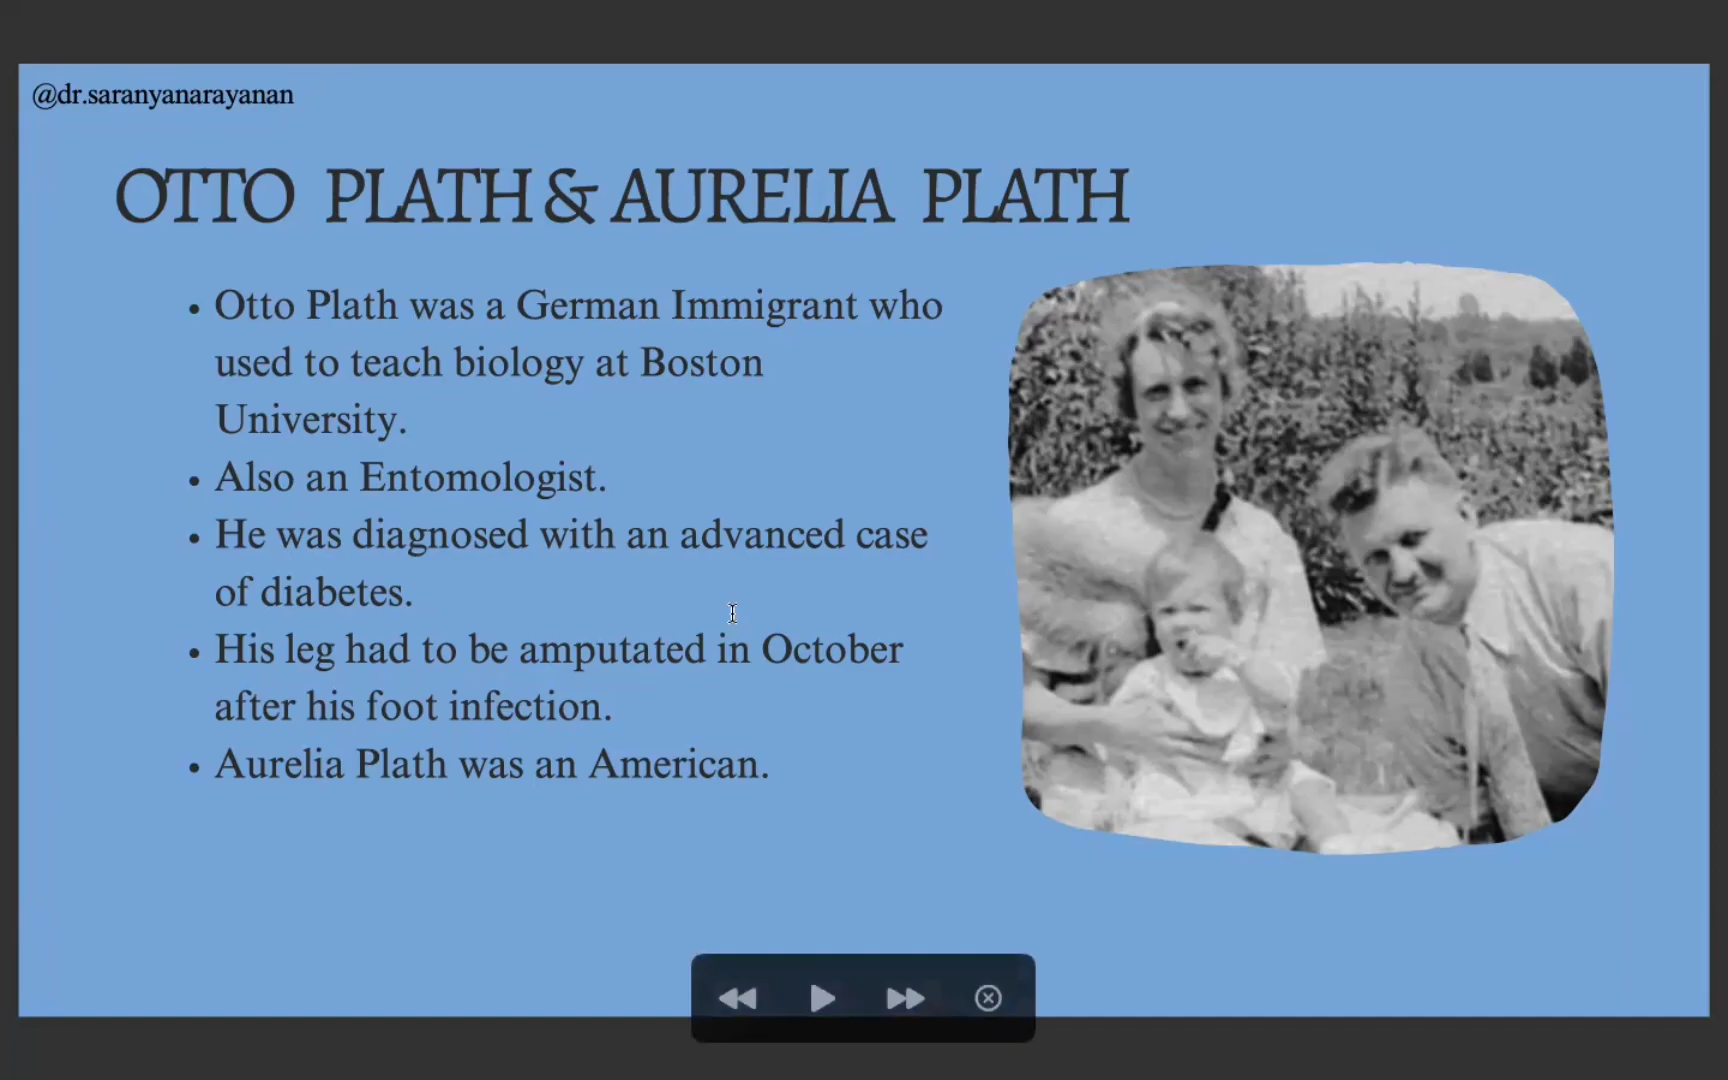 @dr.saranyanarayanan
OTTO PLATH & AURELIA PLATH
• Otto Plath was a German Immigrant who
used to teach biology at Boston
University.
• Also an Entomologist.
• He was diagnosed with an advanced case
of diabetes.
• His leg had to be amputated in October
after his foot infection.
• Aurelia Plath was an American.